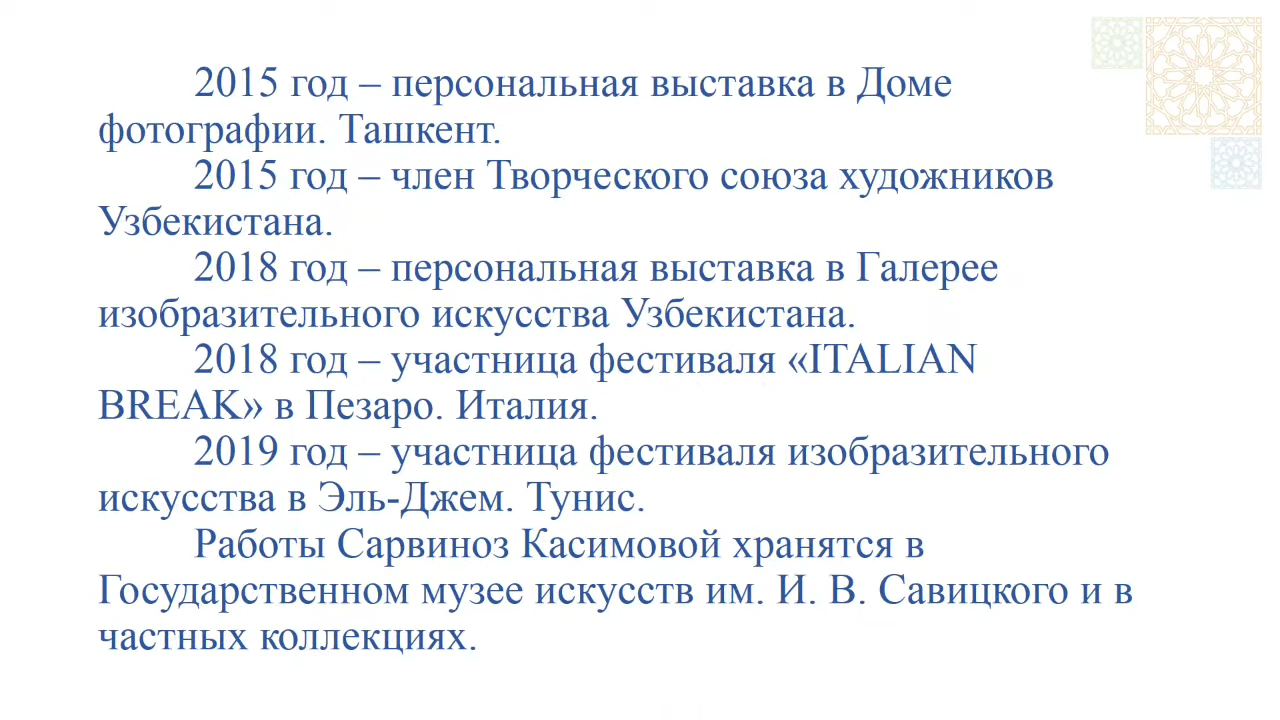 2015 год – персональная выставка в Доме
фотографии. Ташкент.
2015 год – член Творческого союза художников
Узбекистана.
2018 год – персональная выставка в Галерее
изобразительного искусства Узбекистана.
2018 год – участница фестиваля «ITALIAN
BREAK» в Пезаро. Италия.
2019 год – участница фестиваля изобразительного
искусства в Эль-Джем. Тунис.
Работы Сарвиноз Касимовой хранятся в
Государственном музее искусств им. И. В. Савицкого и в
частных коллекциях.